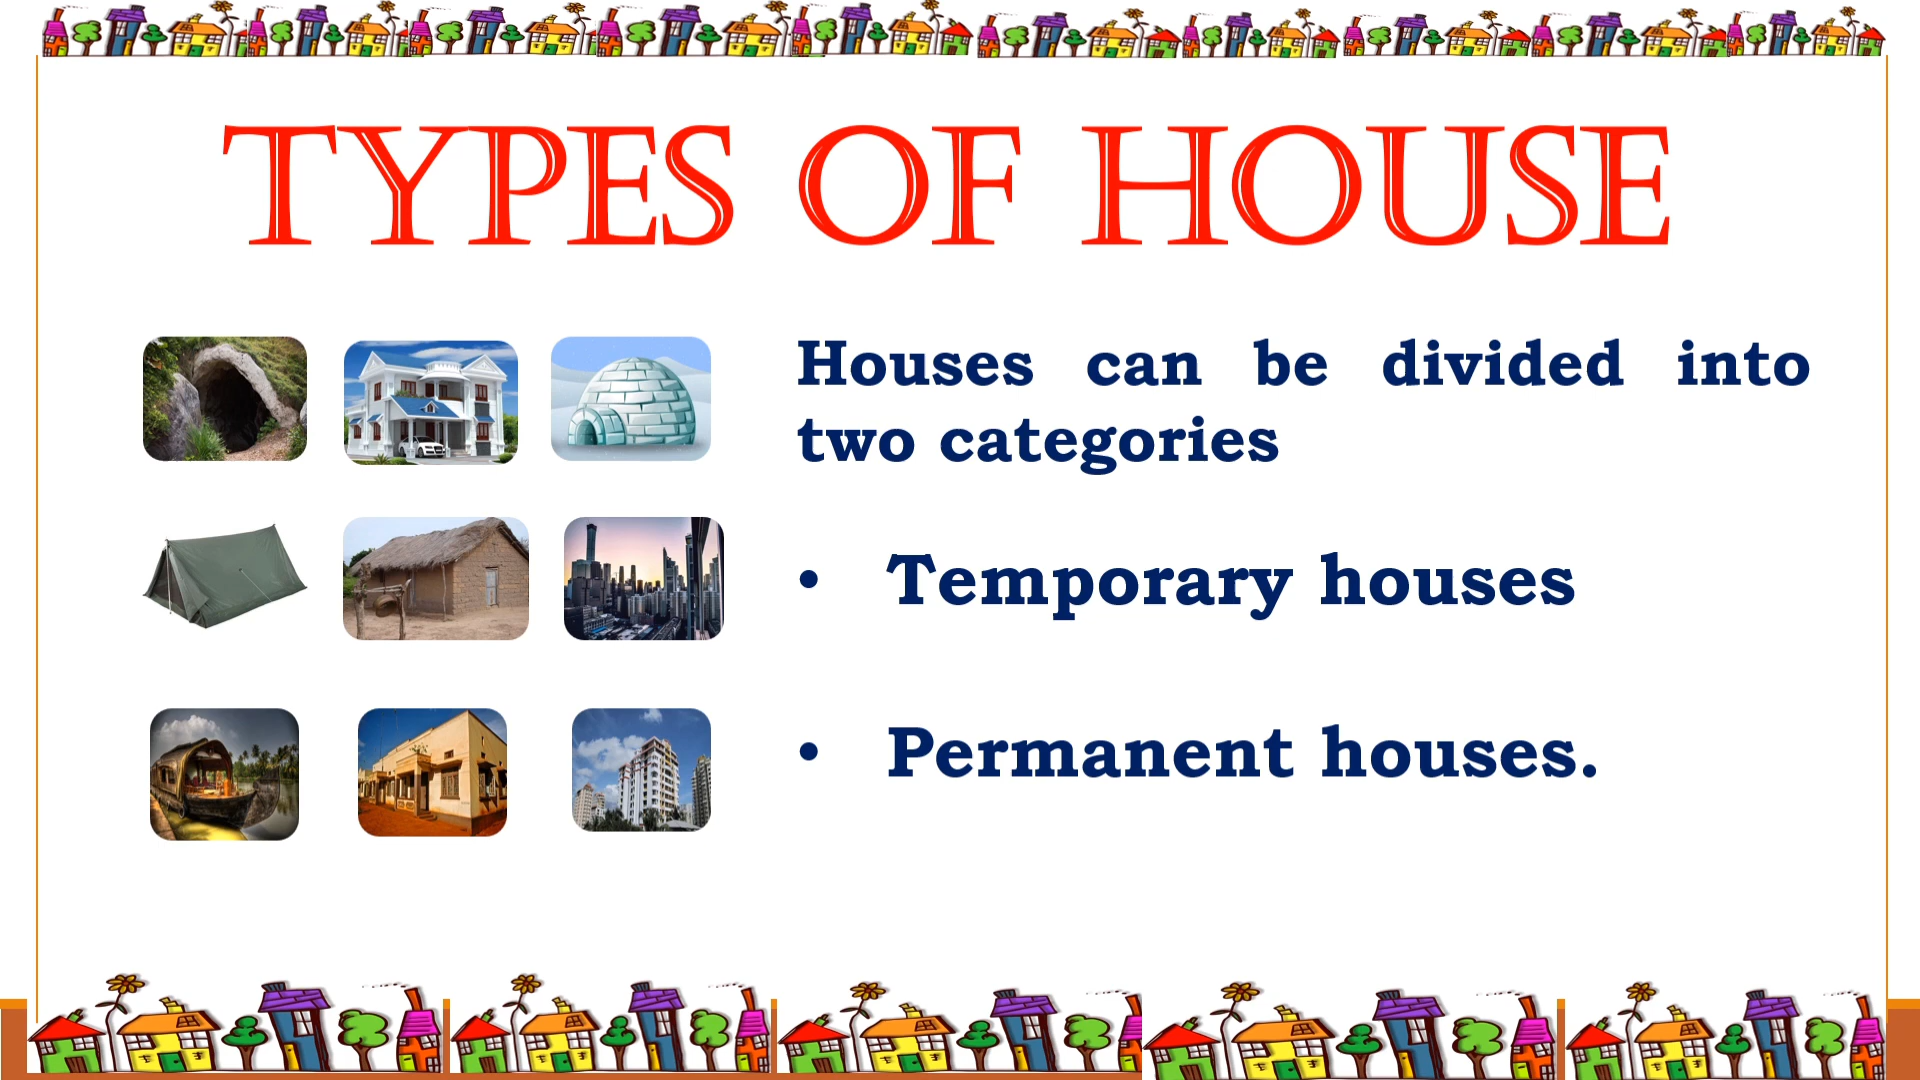 TYPES OF HOUSE
Houses can be divided into
two categories
• Temporary houses
• Permanent houses.